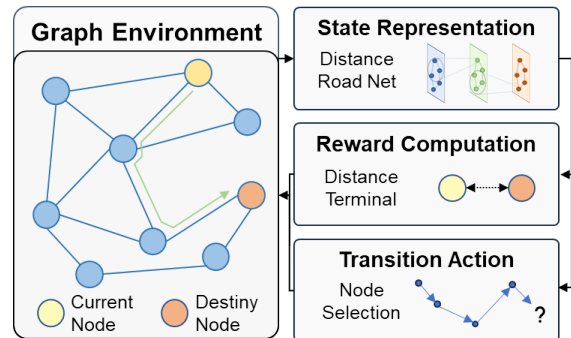 Graph Environment
Current
Node
Destiny
Node
State Representation
Distance
Road Net
Reward Computation
Distance
Terminal
Transition Action
Node
Selection
?